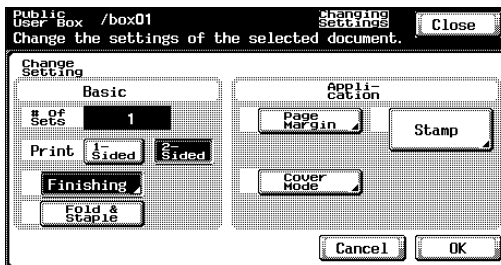 Public User Box /box01 Changing Settings Close
Change the settings of the selected document.
Change Setting
Basic
Appli-cation
# of Sets 1
Page Margin
Stamp
Print 1-Sided 2-Sided
Finishing
Cover Mode
Fold & Staple
Cancel OK